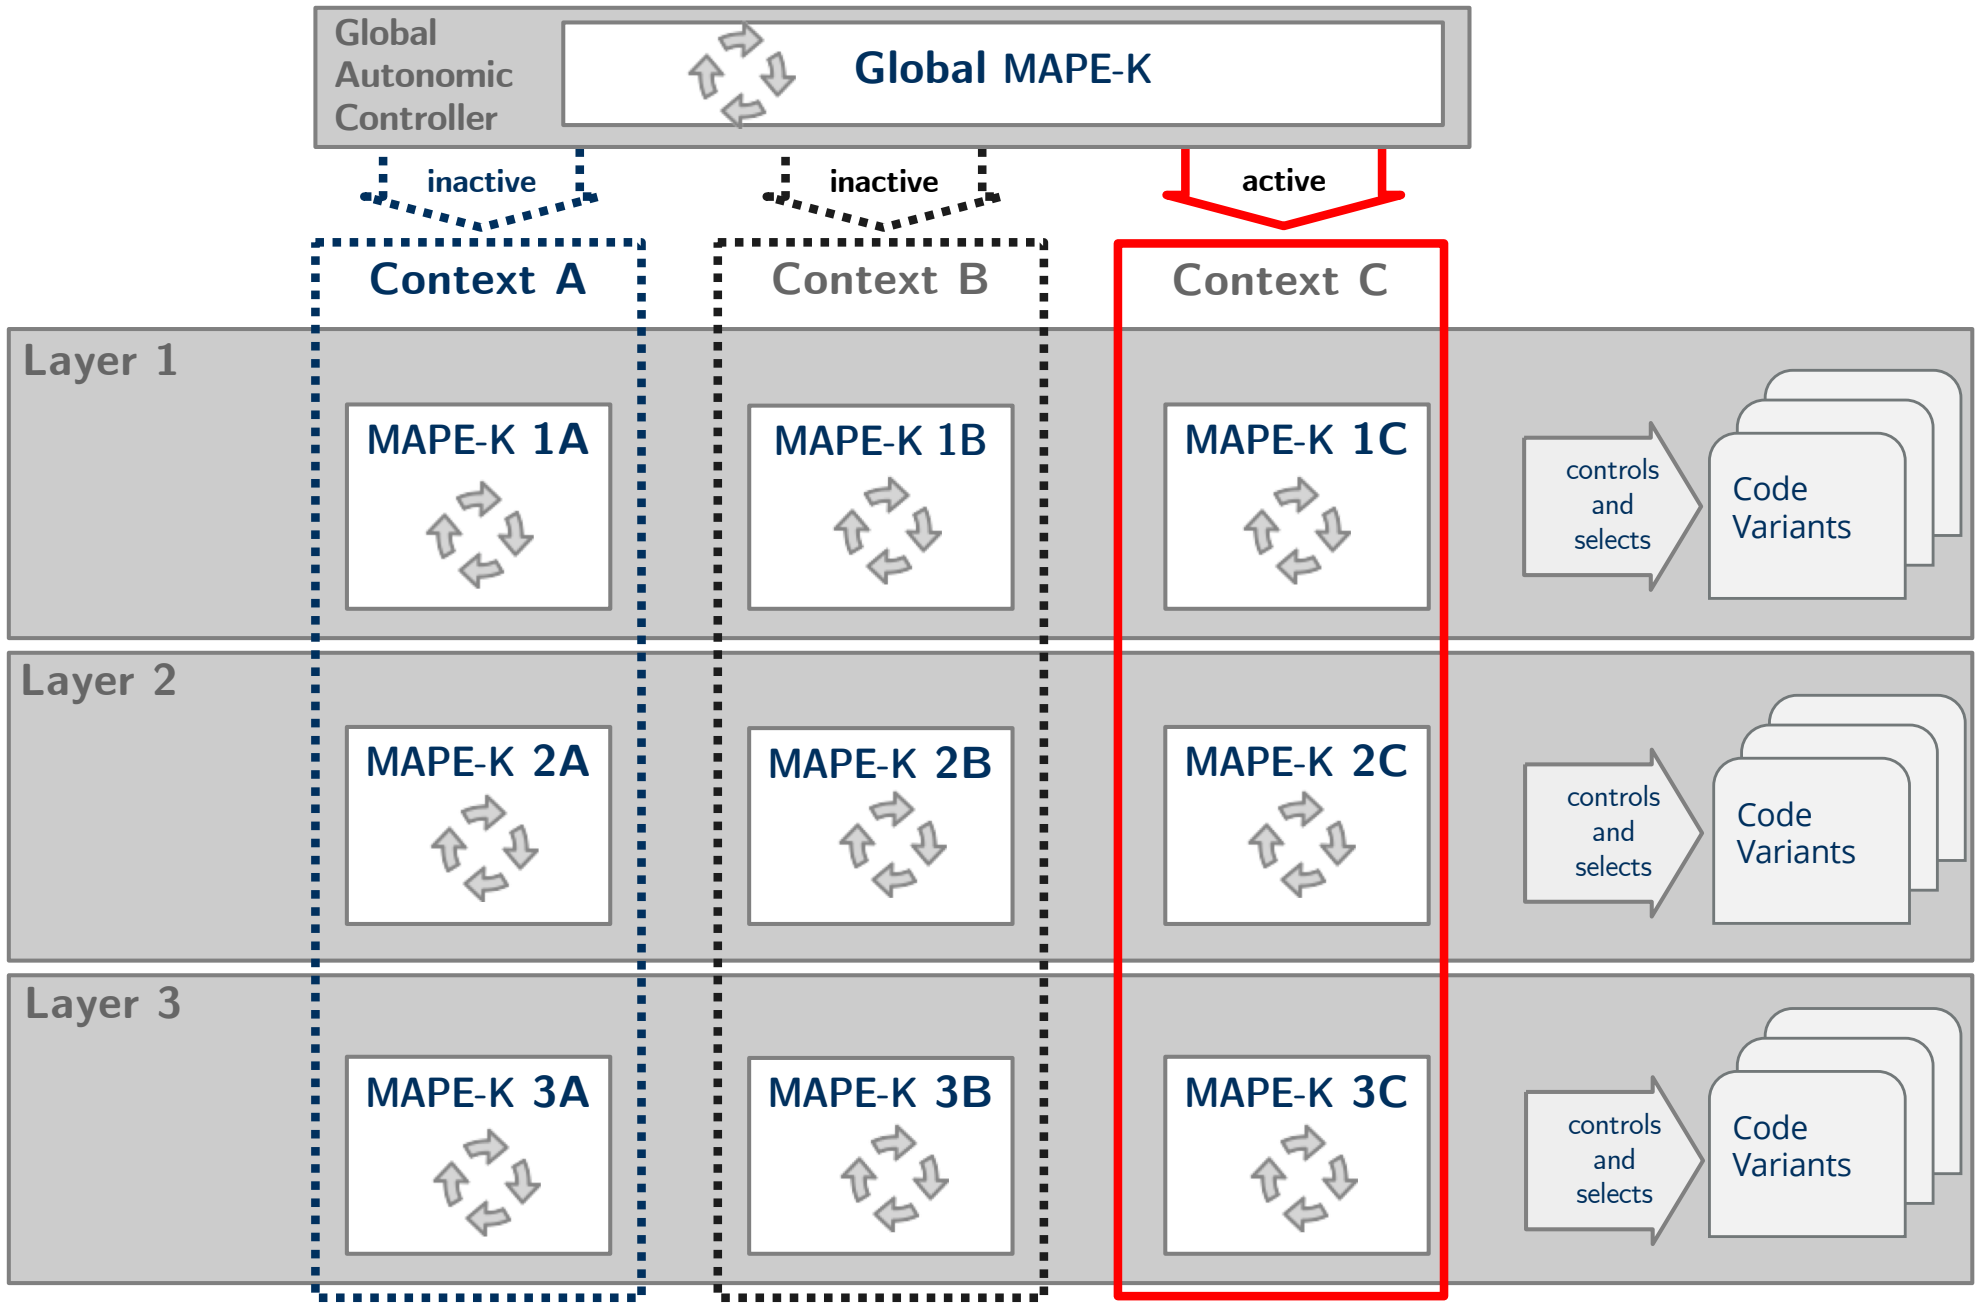 Global
Autonomic
Controller
Global MAPE-K
inactive
inactive
active
Context A
Context B
Context C
Layer 1
MAPE-K 1A
MAPE-K 1B
MAPE-K 1C
controls
and
selects
Code
Variants
Layer 2
MAPE-K 2A
MAPE-K 2B
MAPE-K 2C
controls
and
selects
Code
Variants
Layer 3
MAPE-K 3A
MAPE-K 3B
MAPE-K 3C
controls
and
selects
Code
Variants